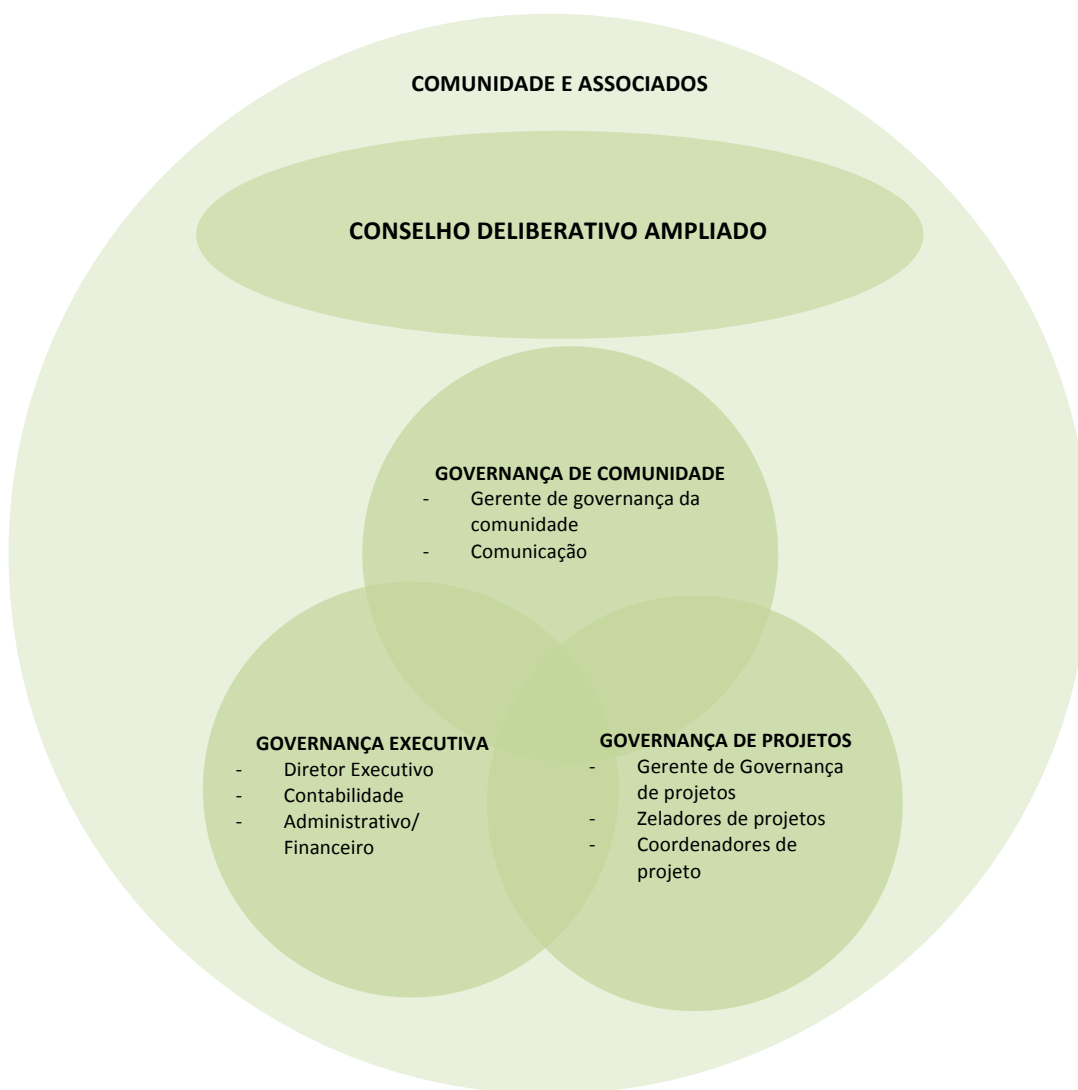 COMUNIDADE E ASSOCIADOS
CONSELHO DELIBERATIVO AMPLIADO
GOVERNANÇA DE COMUNIDADE
- Gerente de governança da
comunidade
- Comunicação
GOVERNANÇA EXECUTIVA
- Diretor Executivo
- Contabilidade
- Administrativo/
Financeiro
GOVERNANÇA DE PROJETOS
- Gerente de Governança
de projetos
- Zeladores de projetos
- Coordenadores de
projeto